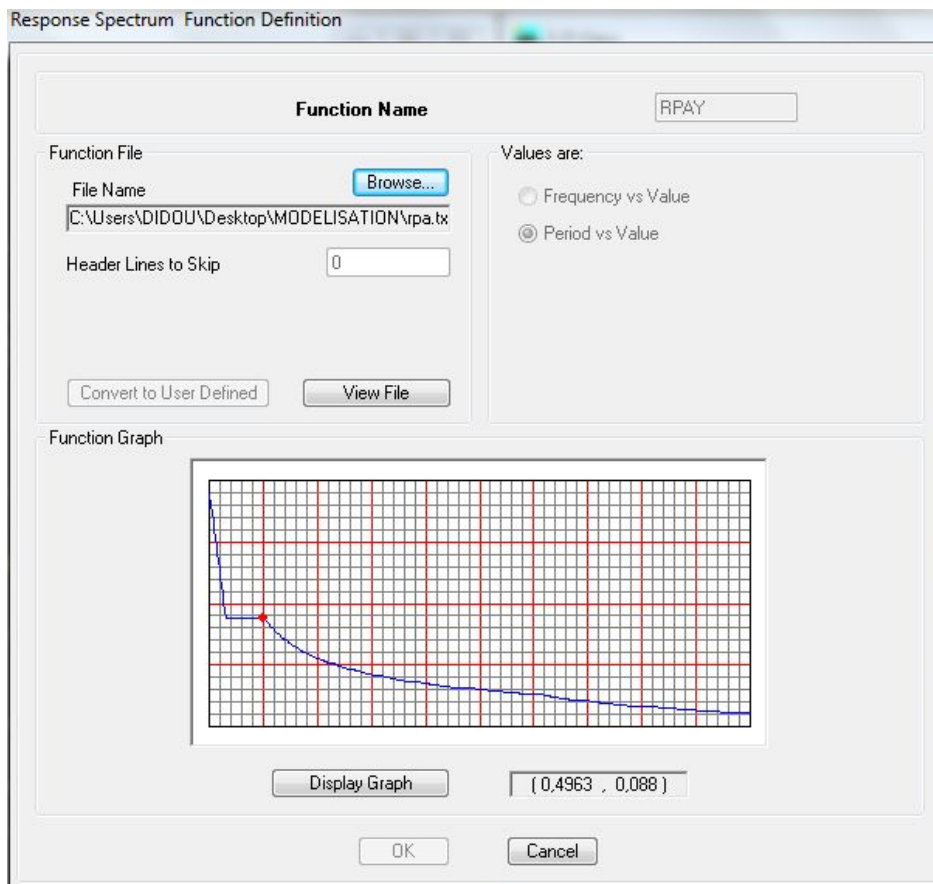 Response Spectrum Function Definition
Function Name
RPAY
Function File
Values are:
File Name
Browse...
Frequency vs Value
C:\Users\DIDOU\Desktop\MODELISATION\rpa.tx
Period vs Value
Header Lines to Skip
0
Convert to User Defined
View File
Function Graph
Display Graph
( 0,4963 , 0,088 )
OK
Cancel